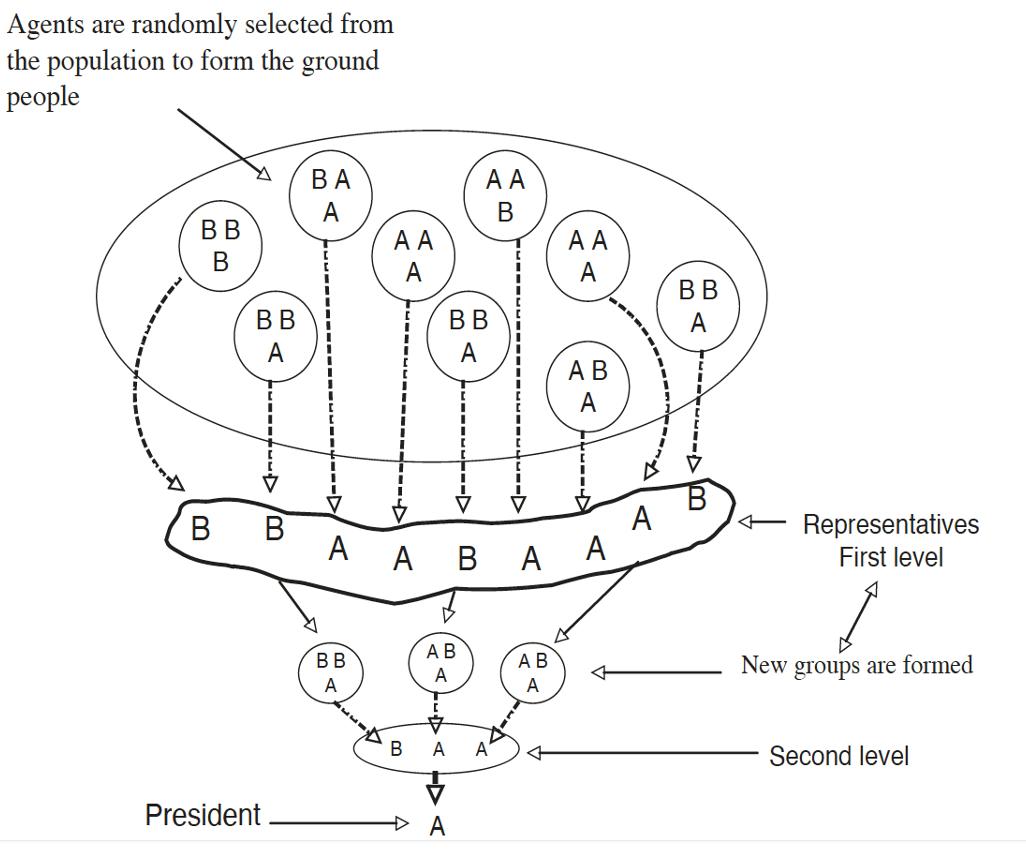 Agents are randomly selected from
the population to form the ground
people
B A
A
A A
B
B B
B
A A
A
A A
A
B B
A
B B
A
B B
A
A B
A
B B A A B A A A B
Representatives
First level
B B
A
A B
A
A B
A
New groups are formed
B A A
Second level
President
A